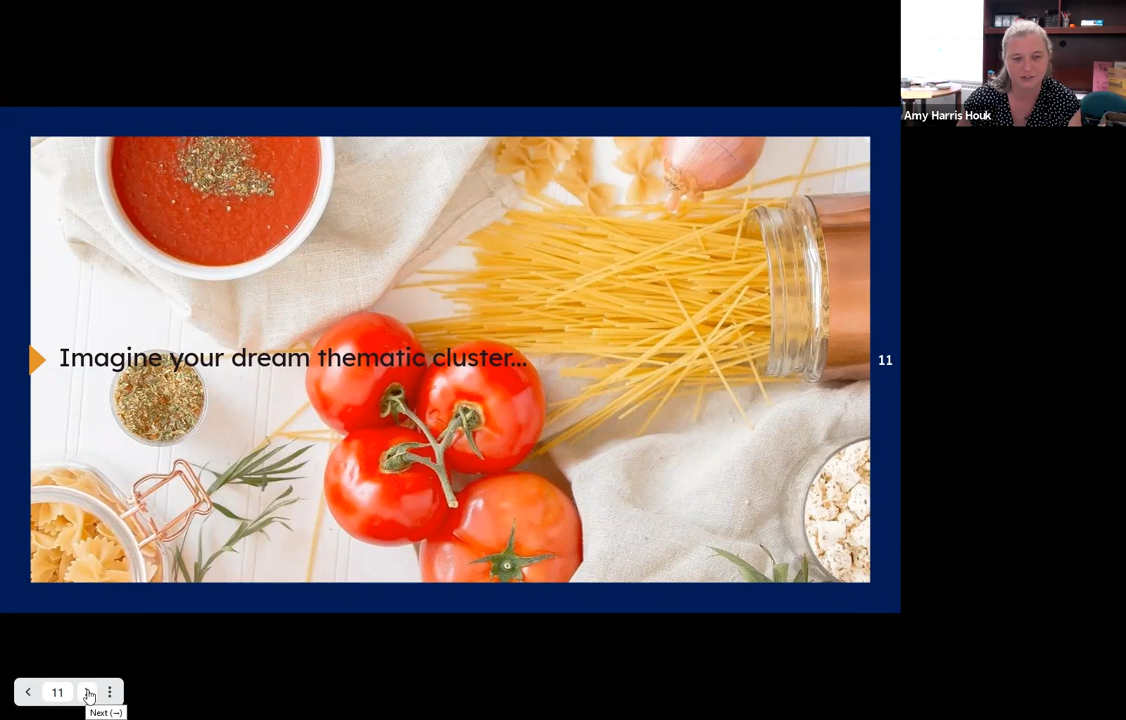 Amy Harris Houk
Imagine your dream thematic cluster...
11
11
Next (→)